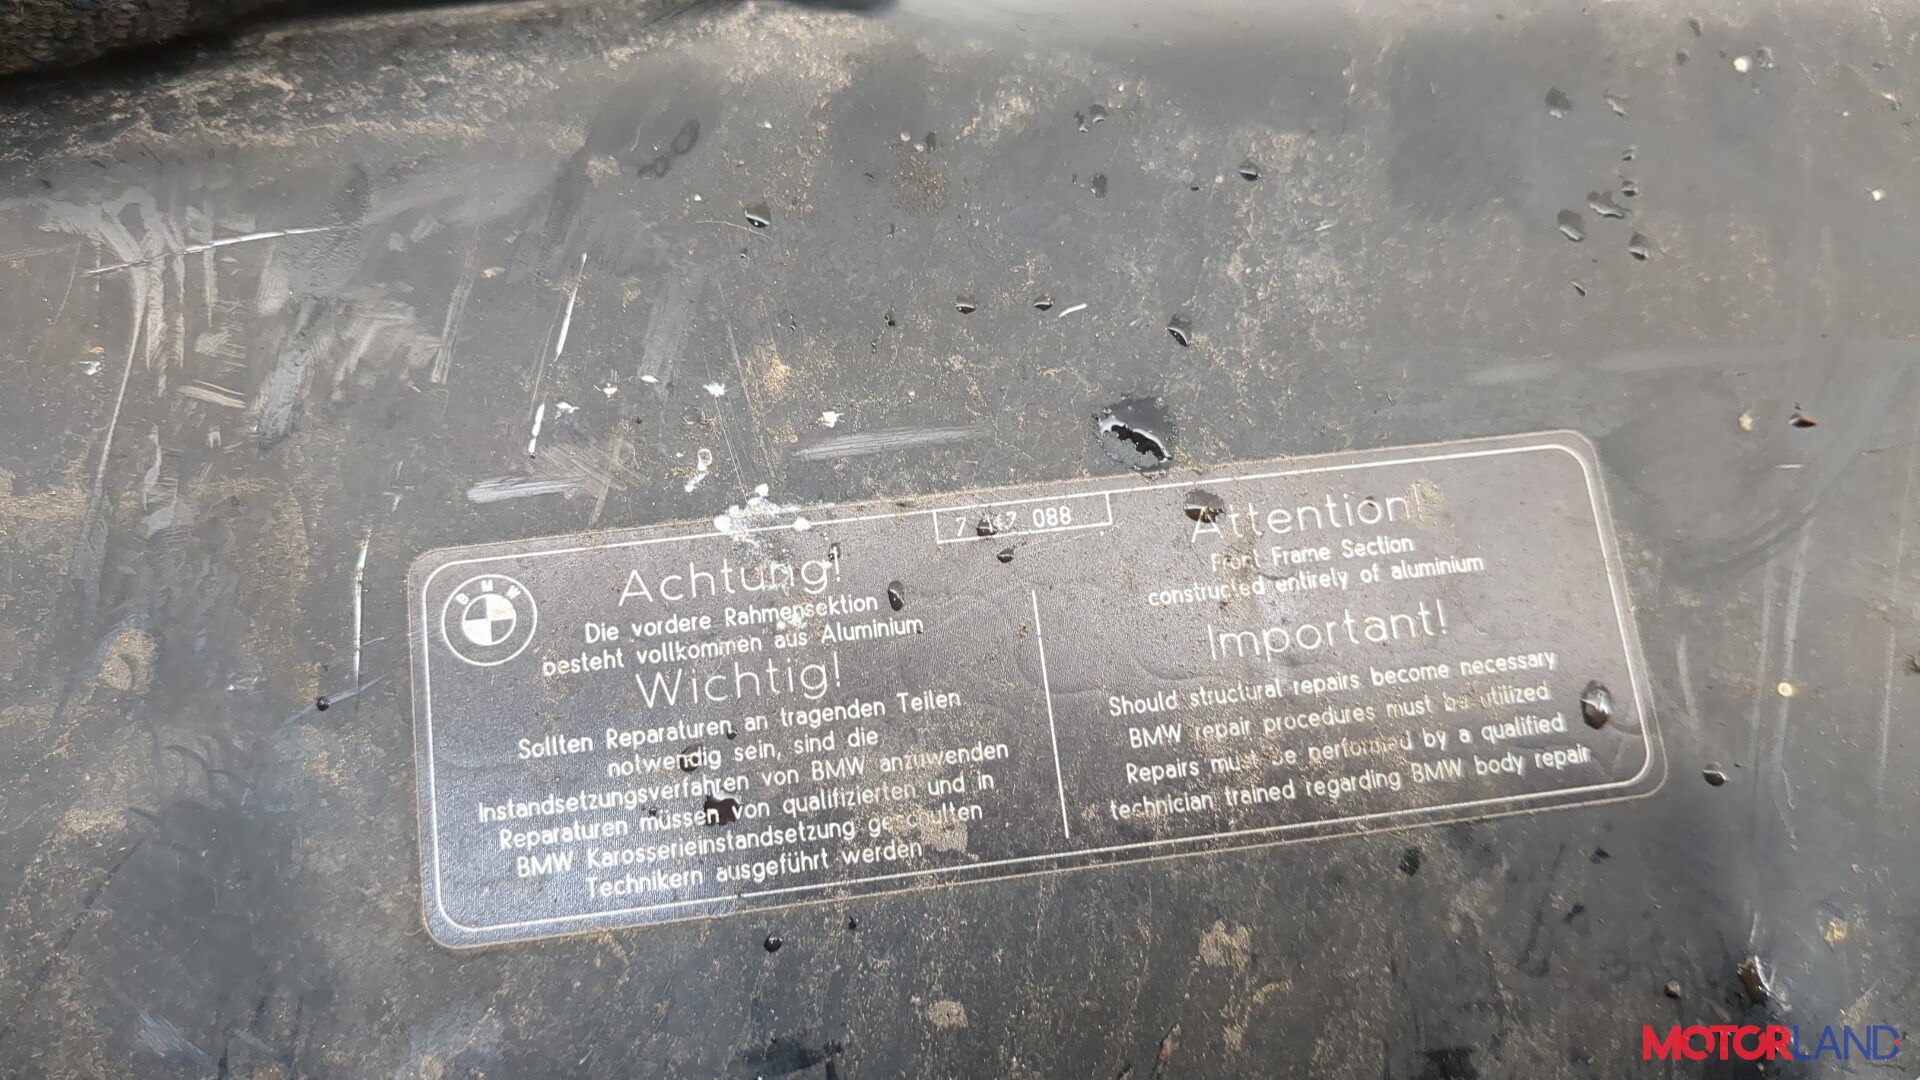 BMW
088
Achtung!
Die vordere Rahmensektion
besteht vollkommen aus Aluminium
Wichtig!
Sollten Reparaturen an tragenden Teilen
notwendig sein, sind die
Instandsetzungsverfahren von BMW anzuwenden
Reparaturen müssen von qualifizierten und in
BMW Karosserieinstandsetzung geschulten
Technikern ausgeführt werden
Attention!
Front Frame Section
constructed entirely of aluminium
Important!
Should structural repairs become necessary
BMW repair procedures must be utilized
Repairs must be performed by a qualified
technician trained regarding BMW body repair
MOTORLAND